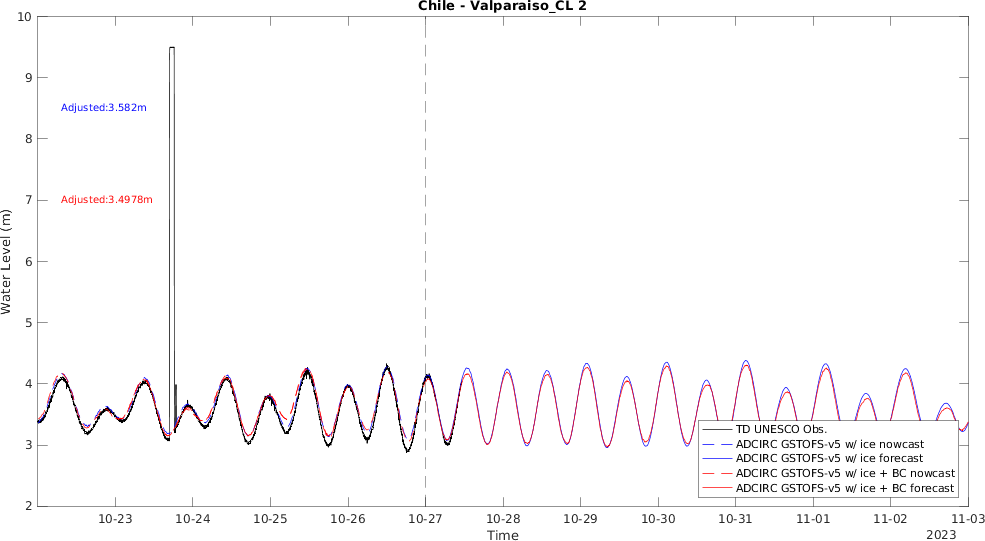 Chile - Valparaiso_CL 2
10
9
8
7
6
5
4
3
2
Water Level (m)
Adjusted:3.582m
Adjusted:3.4978m
TD UNESCO Obs.
ADCIRC GSTOFS-v5 w/ ice nowcast
ADCIRC GSTOFS-v5 w/ ice forecast
ADCIRC GSTOFS-v5 w/ ice + BC nowcast
ADCIRC GSTOFS-v5 w/ ice + BC forecast
10-23 10-24 10-25 10-26 10-27 10-28 10-29 10-30 10-31 11-01 11-02 11-03
Time
2023